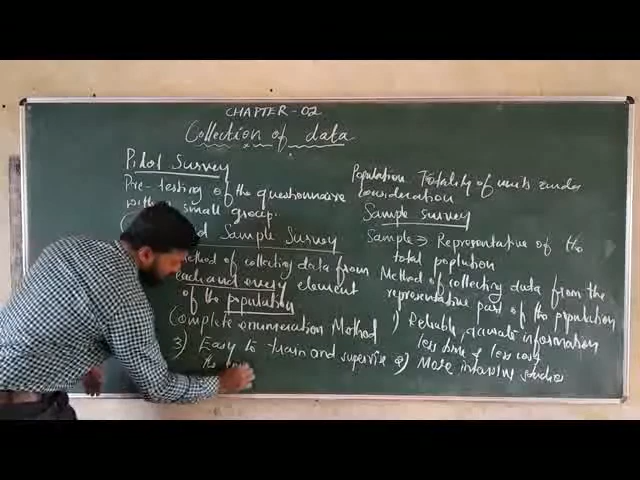 CHAPTER-02
Collection of data
Pilot Survey
Pre-testing of the questionnaire
with a small group.
Sample Survey
Method of collecting data from
each and every element
of the population
Complete enumeration Method
3) Easy to train and supervise
the
Population Totality of units under
consideration
Sample survey
Sample ⇒ Representative of the
total poplution
Method of collecting data from the
representative part of the population
1) Reliable, accurate information
less time & less cost
2) More intensive studies